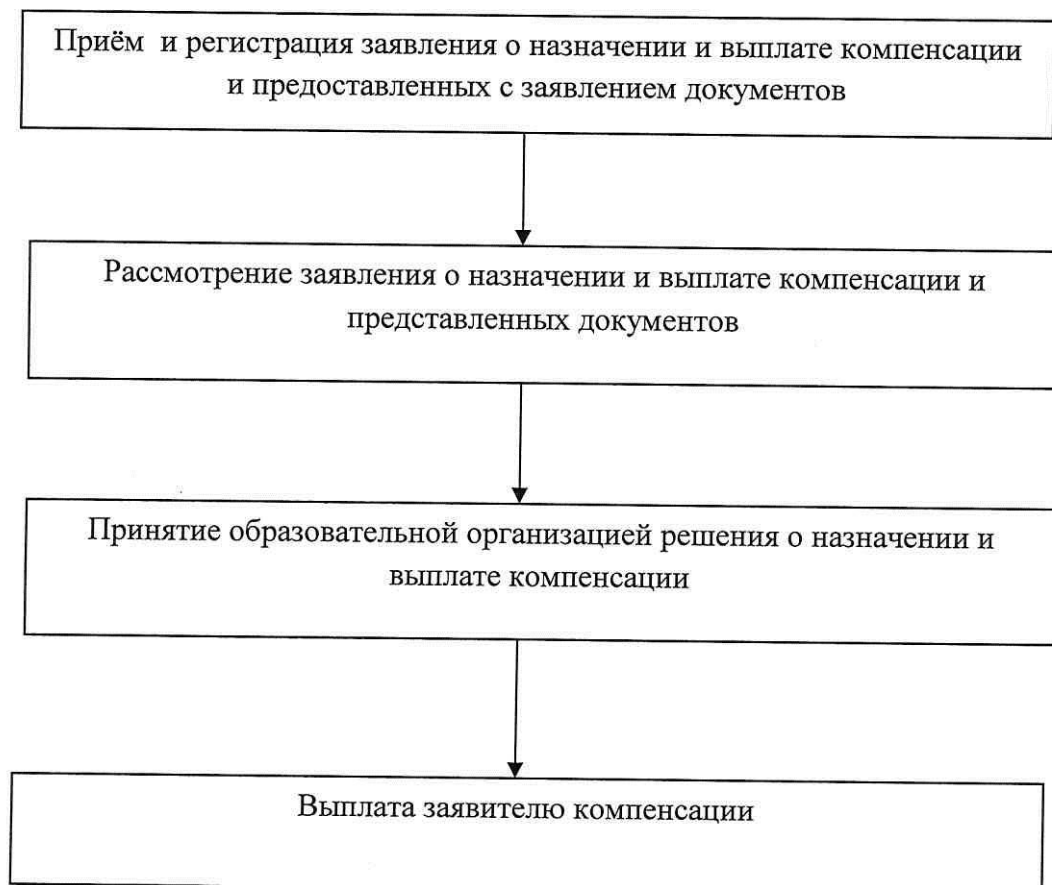 Приём и регистрация заявления о назначении и выплате компенсации
и предоставленных с заявлением документов
Рассмотрение заявления о назначении и выплате компенсации и
представленных документов
Принятие образовательной организацией решения о назначении и
выплате компенсации
Выплата заявителю компенсации